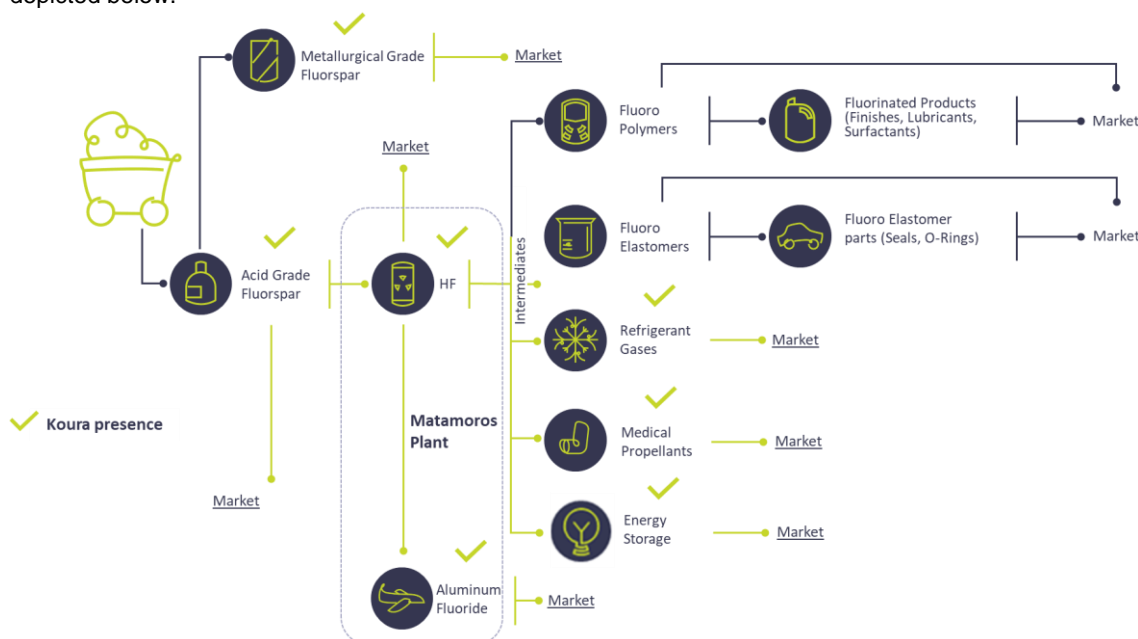 depicted below:
Metallurgical Grade
Fluorspar
Market
Market
Fluoro
Polymers
Fluorinated Products
(Finishes, Lubricants,
Surfactants)
Market
Acid Grade
Fluorspar
HF
Intermediates
Fluoro
Elastomers
Fluoro Elastomer
parts (Seals, O-Rings)
Market
Refrigerant
Gases
Market
Koura presence
Matamoros
Plant
Medical
Propellants
Market
Market
Energy
Storage
Market
Aluminum
Fluoride
Market